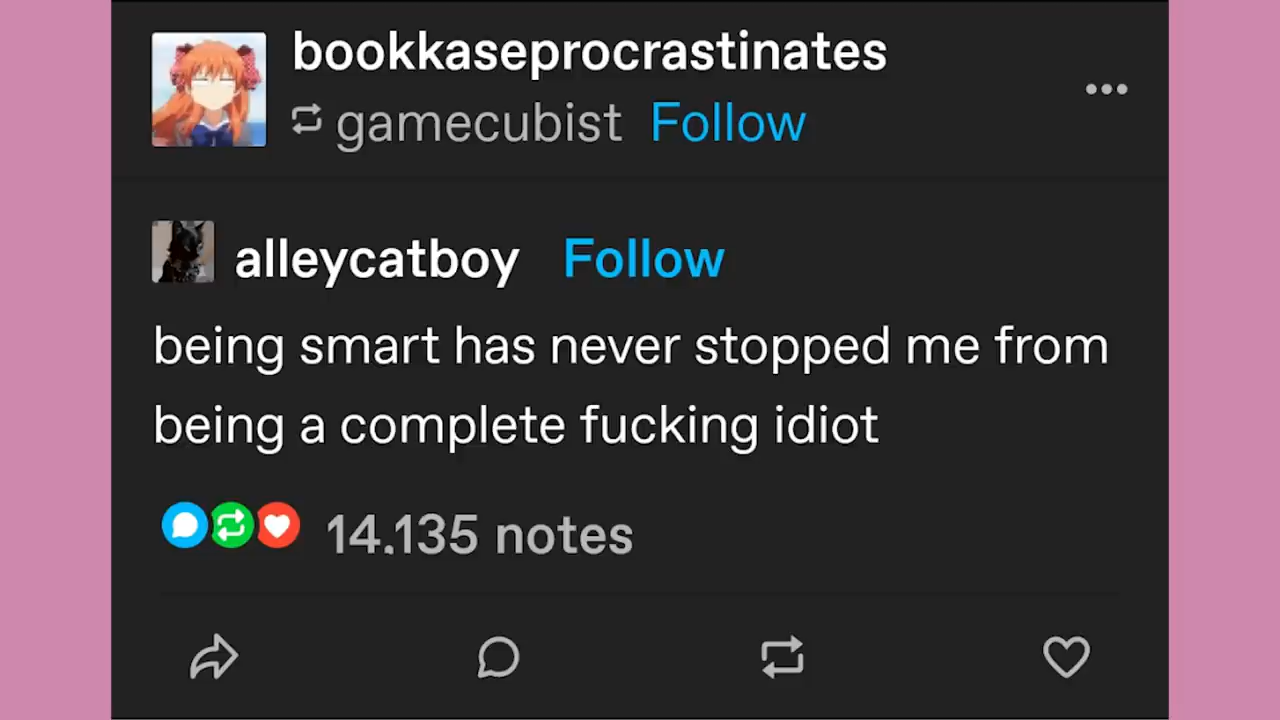 bookkaseprocrastinates
gamecubist Follow
alleycatboy Follow
being smart has never stopped me from
being a complete fucking idiot
14.135 notes